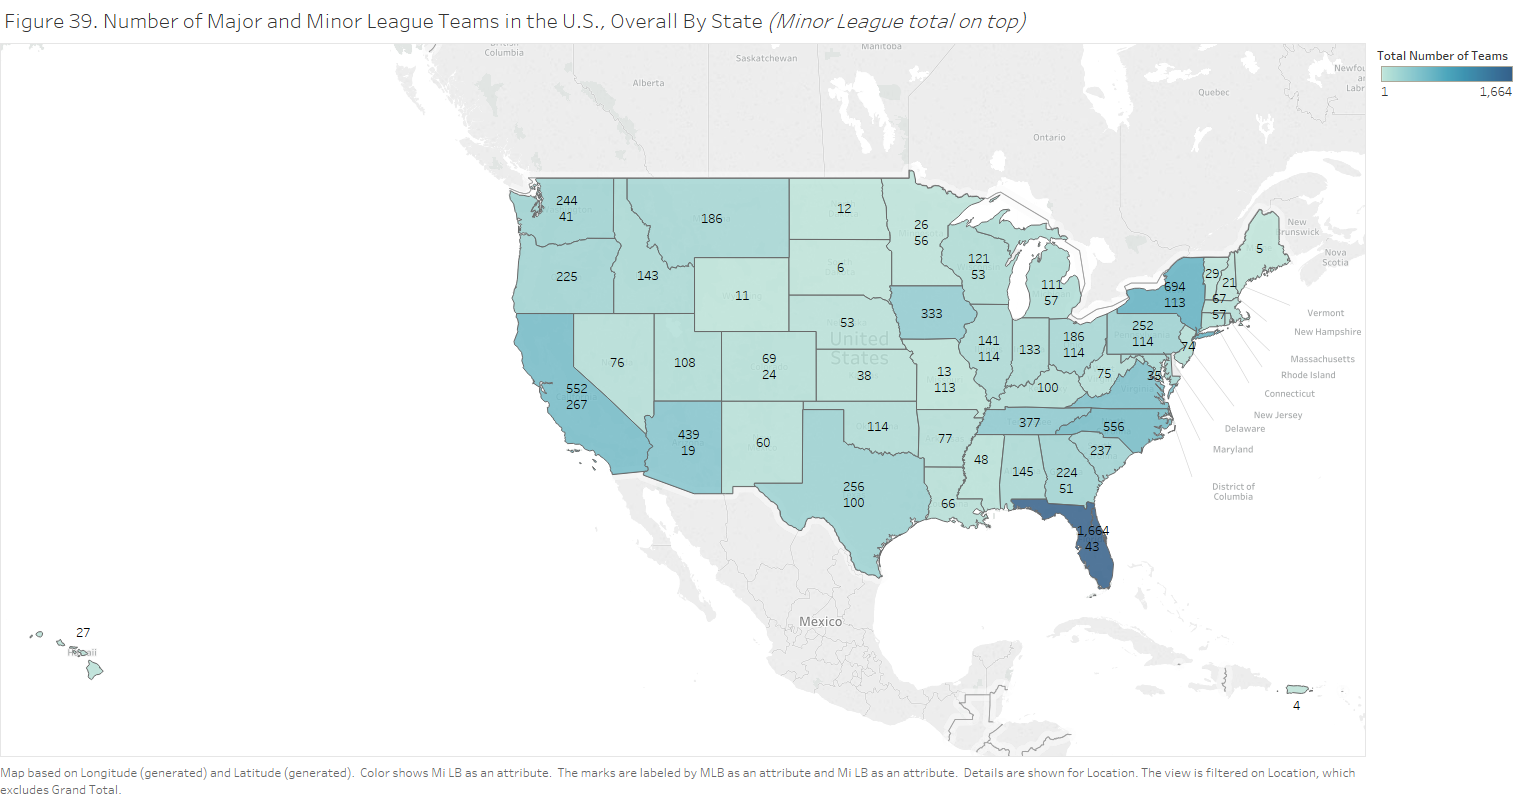 Figure 39. Number of Major and Minor League Teams in the U.S., Overall By State (Minor League total on top)
Total Number of Teams
1 1,664
British
Columbia
Alberta
Saskatchewan
Manitoba
Ontario
Quebec
New
Brunswick
Nova
Scotia
244
41
186
12
26
56
225
143
11
6
121
53
111
57
5
29
21
67
57
694
113
333
53
United
States
552
267
76
108
69
24
38
13
113
141
114
133
186
114
252
114
74
35
75
100
439
19
60
114
77
377
556
237
256
100
66
48
145
224
51
1,664
43
Vermont
New Hampshire
Massachusetts
Rhode Island
Connecticut
New Jersey
Delaware
Maryland
District of
Columbia
Mexico
27
Hawaii
4
Map based on Longitude (generated) and Latitude (generated).  Color shows Mi LB as an attribute.  The marks are labeled by MLB as an attribute and Mi LB as an attribute.  Details are shown for Location. The view is filtered on Location, which
excludes Grand Total.